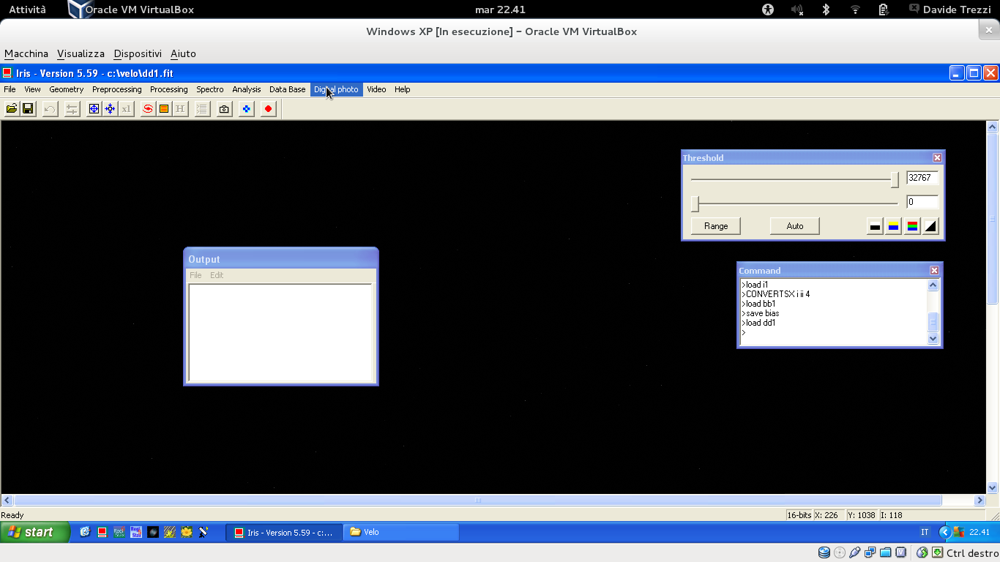 Attività Oracle VM VirtualBox mar 22.41 Davide Trezzi
Windows XP [In esecuzione] – Oracle VM VirtualBox
Macchina Visualizza Dispositivi Aiuto
Iris - Version 5.59 - c:\velo\dd1.fit
File View Geometry Preprocessing Processing Spectro Analysis Data Base Digital photo Video Help
x1 H
Threshold
32767
0
Range Auto
Output
File Edit
Command
>load i1
>CONVERTSX i ii 4
>load bb1
>save bias
>load dd1
>
Ready 16-bits X: 226 Y: 1038 I: 118
start Iris - Version 5.59 - c:... Velo IT 22.41
Ctrl destro